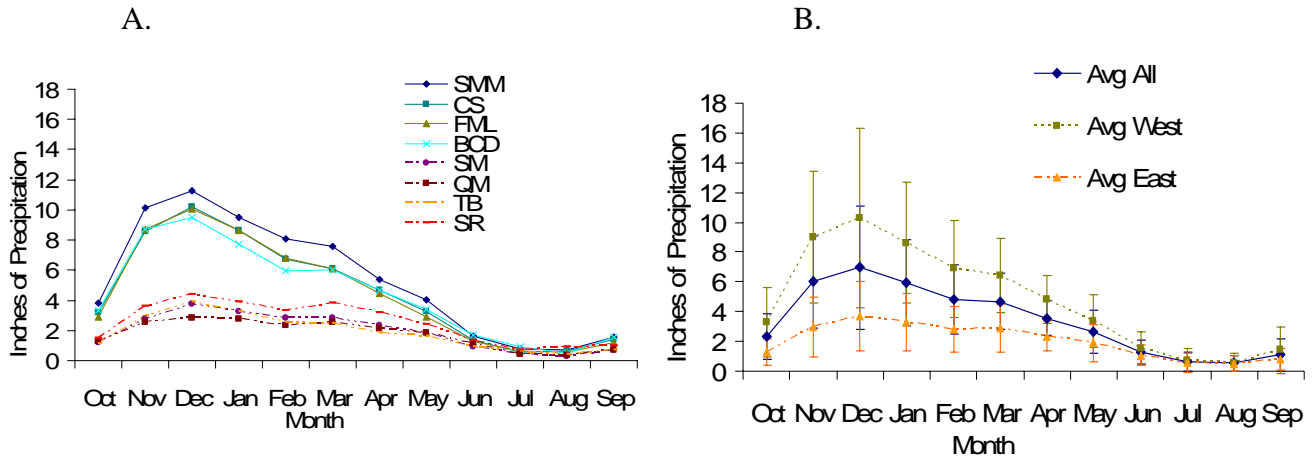 A.
SMM
CS
FML
BCD
SM
QM
TB
SR
18
16
14
12
10
8
6
4
2
0
Inches of Precipitation
Oct Nov Dec Jan Feb Mar Apr May Jun Jul Aug Sep
Month
B.
Avg All
Avg West
Avg East
18
16
14
12
10
8
6
4
2
0
Inches of Precipitation
Oct Nov Dec Jan Feb Mar Apr May Jun Jul Aug Sep
Month